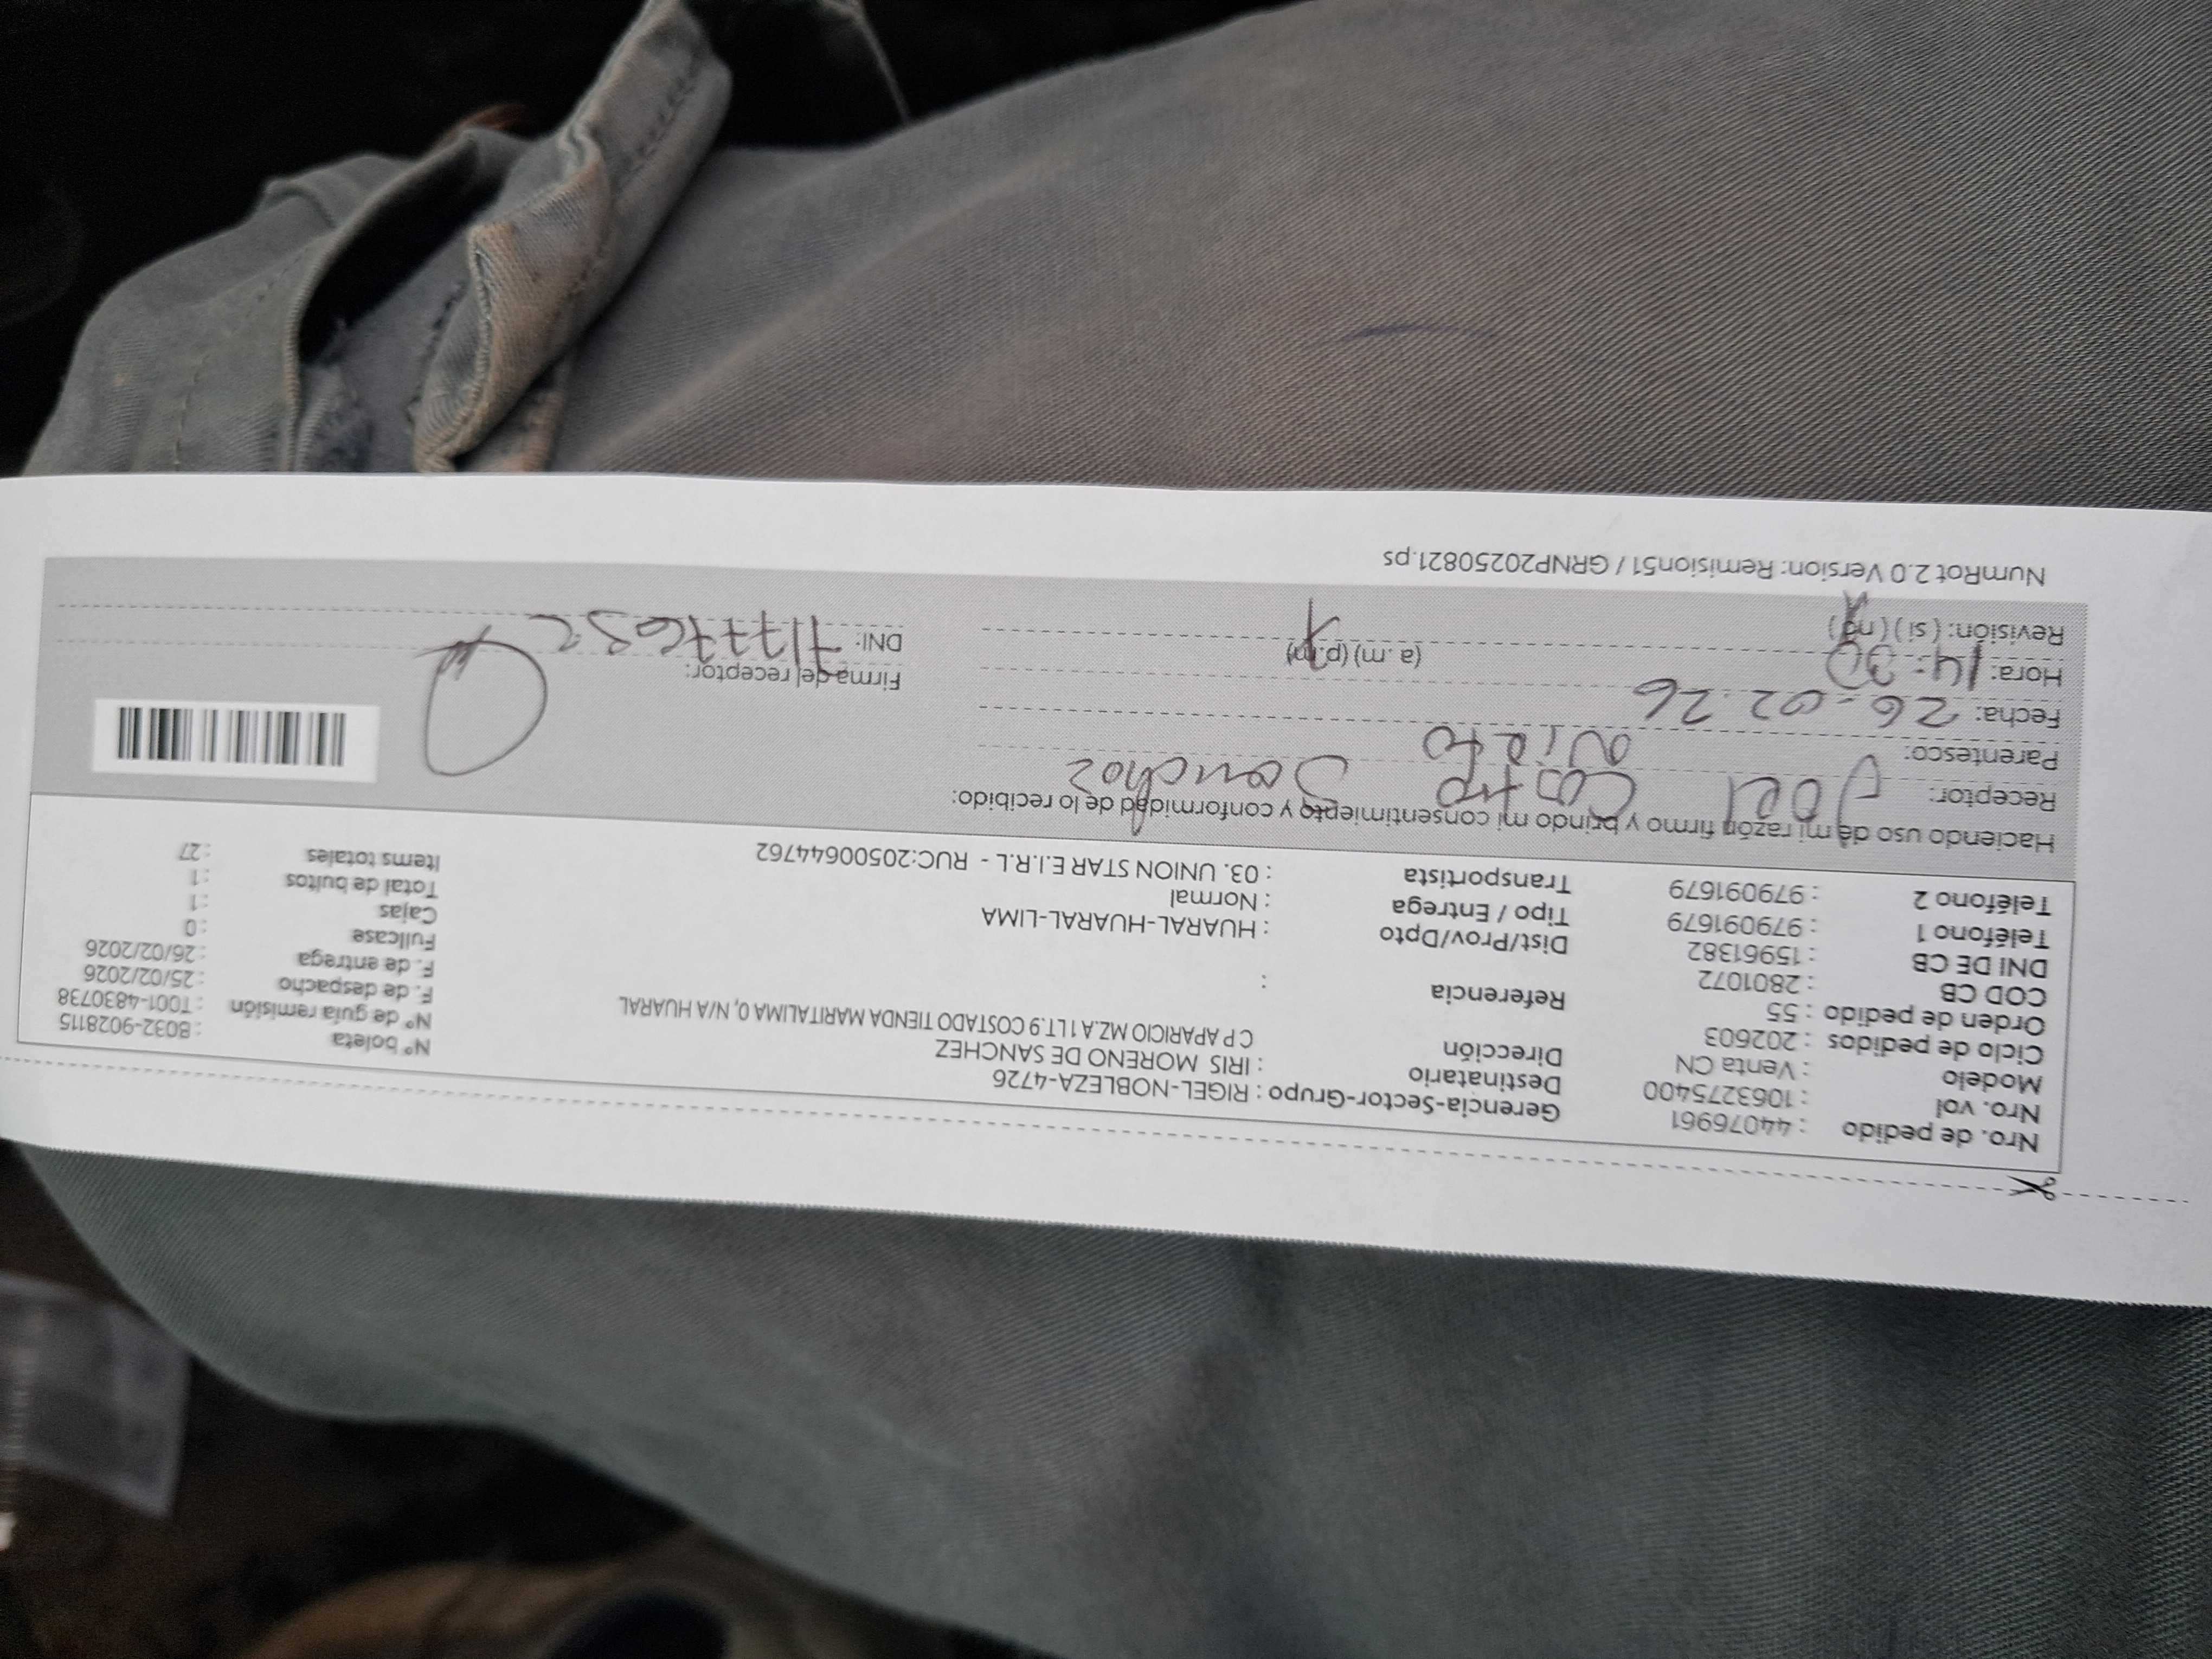 Nro. de pedido : 44076961
Nro. vol : 1063275400
Modelo : Venta CN
Ciclo de pedidos : 202603
Orden de pedido : 55
COD CB : 2801072
DNI DE CB : 15961382
Teléfono 1 : 979091679
Teléfono 2 : 979091679
Gerencia-Sector-Grupo : RIGEL-NOBLEZA-4726
Destinatario : IRIS MORENO DE SANCHEZ
Dirección C P APARICIO MZ.A 1 LT.9 COSTADO TIENDA MARITALIMA 0, N/A HUARAL
Referencia :
Dist/Prov/Dpto : HUARAL-HUARAL-LIMA
Tipo / Entrega : Normal
Transportista : 03. UNION STAR E.I.R.L - RUC:20500644762
Nº boleta : B032-9028115
Nº de guía remisión : T001-4830738
F. de despacho : 25/02/2026
F. de entrega : 26/02/2026
Fullcase : 0
Cajas : 1
Total de bultos : 1
Items totales : 27
Haciendo uso de mi razón firmo y brindo mi consentimiento y conformidad de lo recibido:
Receptor: Joel Castro Sanchez
Parentesco: Nieto
Fecha: 26-02.26
Hora: 14:30 (a.m) (p.m)
Revisión: (si) (no)
Firma del receptor:
DNI: 71777652
NumRot 2.0 Version: Remision51 / GRNP20250821.ps